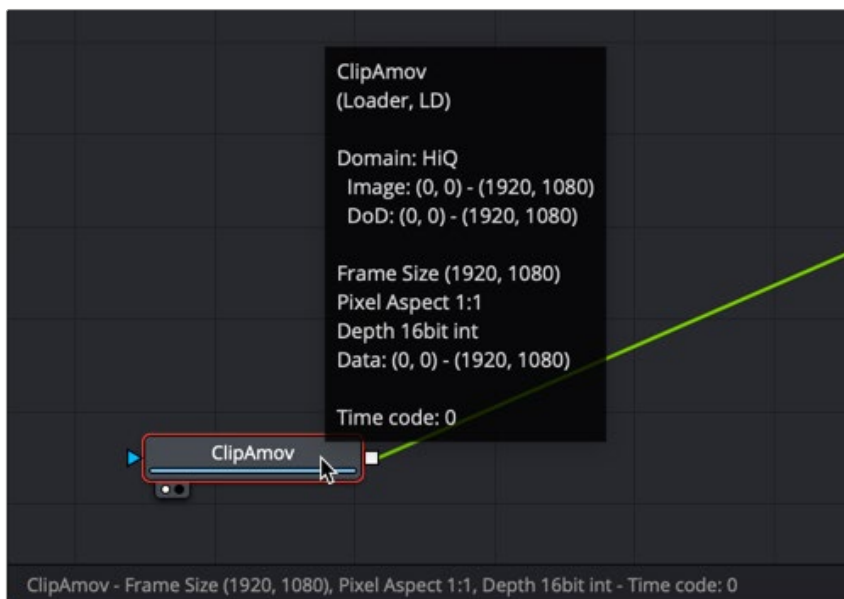 ClipAmov
(Loader, LD)
Domain: HiQ
Image: (0, 0) - (1920, 1080)
DoD: (0, 0) - (1920, 1080)
Frame Size (1920, 1080)
Pixel Aspect 1:1
Depth 16bit int
Data: (0, 0) - (1920, 1080)
Time code: 0
ClipAmov
ClipAmov - Frame Size (1920, 1080), Pixel Aspect 1:1, Depth 16bit int - Time code: 0